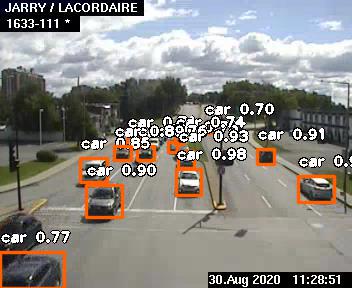 JARRY / LACORDAIRE
1633-111 *
car 0.70
car 0.93
car 0.91
car 0.85
car 0.98
car 0.90
car 0.77
30.Aug 2020 11:28:51